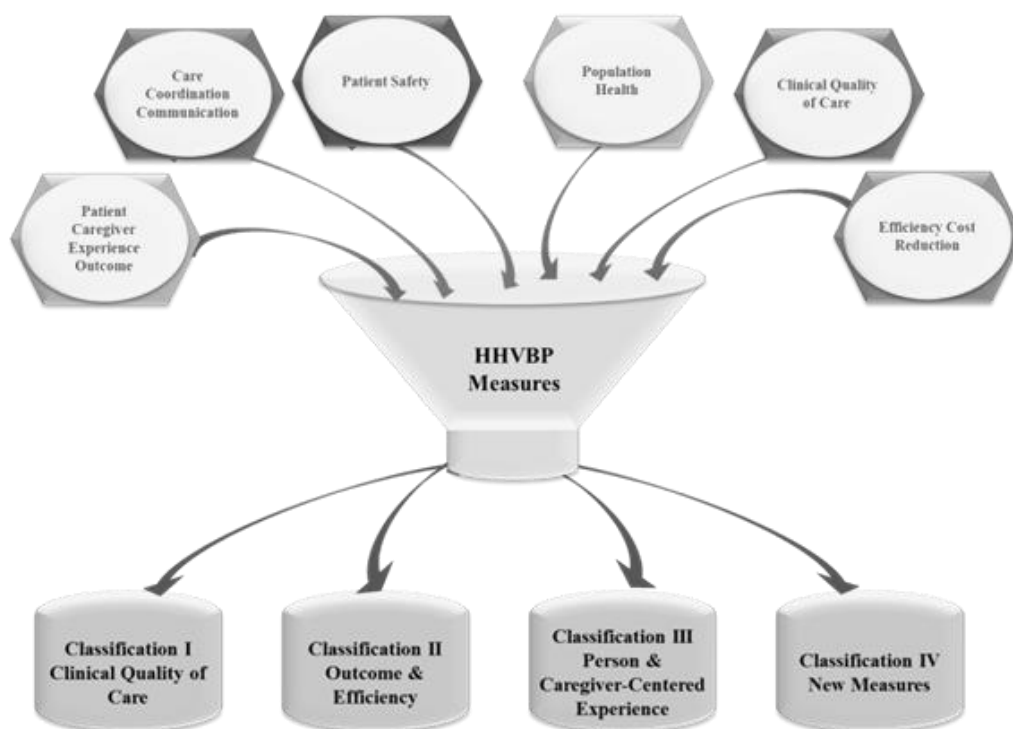 Care
Coordination
Communication
Patient Safety
Population
Health
Clinical Quality
of Care
Patient
Caregiver
Experience
Outcome
Efficiency Cost
Reduction
HHVBP
Measures
Classification I
Clinical Quality of
Care
Classification II
Outcome &
Efficiency
Classification III
Person &
Caregiver-Centered
Experience
Classification IV
New Measures